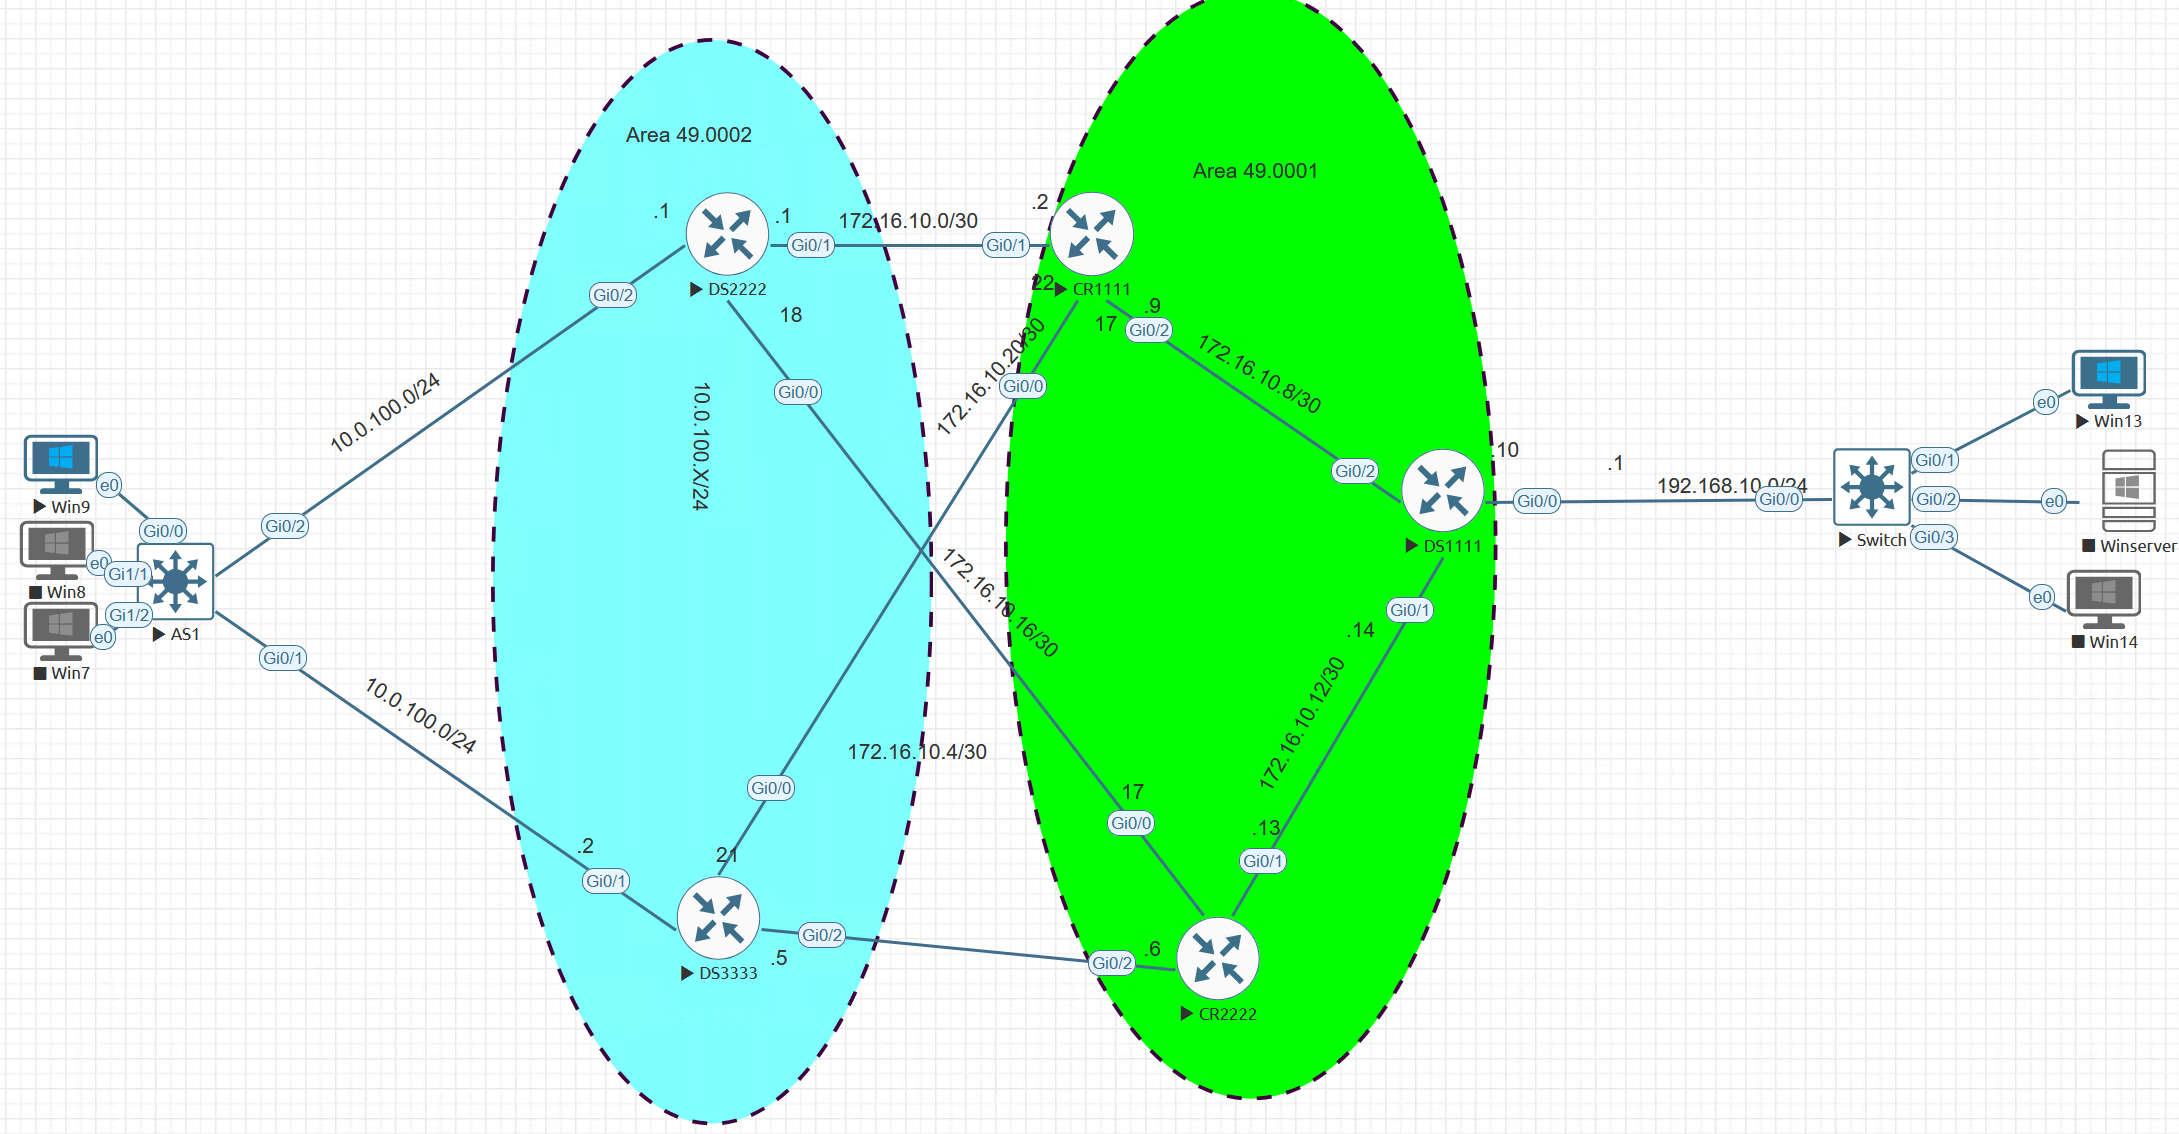 Area 49.0002
Area 49.0001
.1
.1
172.16.10.0/30
.2
Gi0/1
Gi0/1
DS2222
22
CR1111
Gi0/2
18
17
.9
Gi0/2
172.16.10.20/30
172.16.10.8/30
Gi0/0
Gi0/0
10.0.100.0/24
10.0.100.X/24
Win13
e0
Win9
e0
Gi0/0
Gi0/2
Gi0/2
.10
.1
DS1111
Gi0/0
192.168.10.0/24
Gi0/0
Switch
Gi0/1
Gi0/2
Gi0/3
e0
Winserver
e0
Win14
Win8
e0
Gi1/1
Win7
e0
Gi1/2
AS1
Gi0/1
172.16.10.16/30
Gi0/1
.14
172.16.10.12/30
10.0.100.0/24
172.16.10.4/30
Gi0/0
17
Gi0/0
.13
Gi0/1
.2
21
Gi0/1
DS3333
Gi0/2
.5
Gi0/2
.6
CR2222